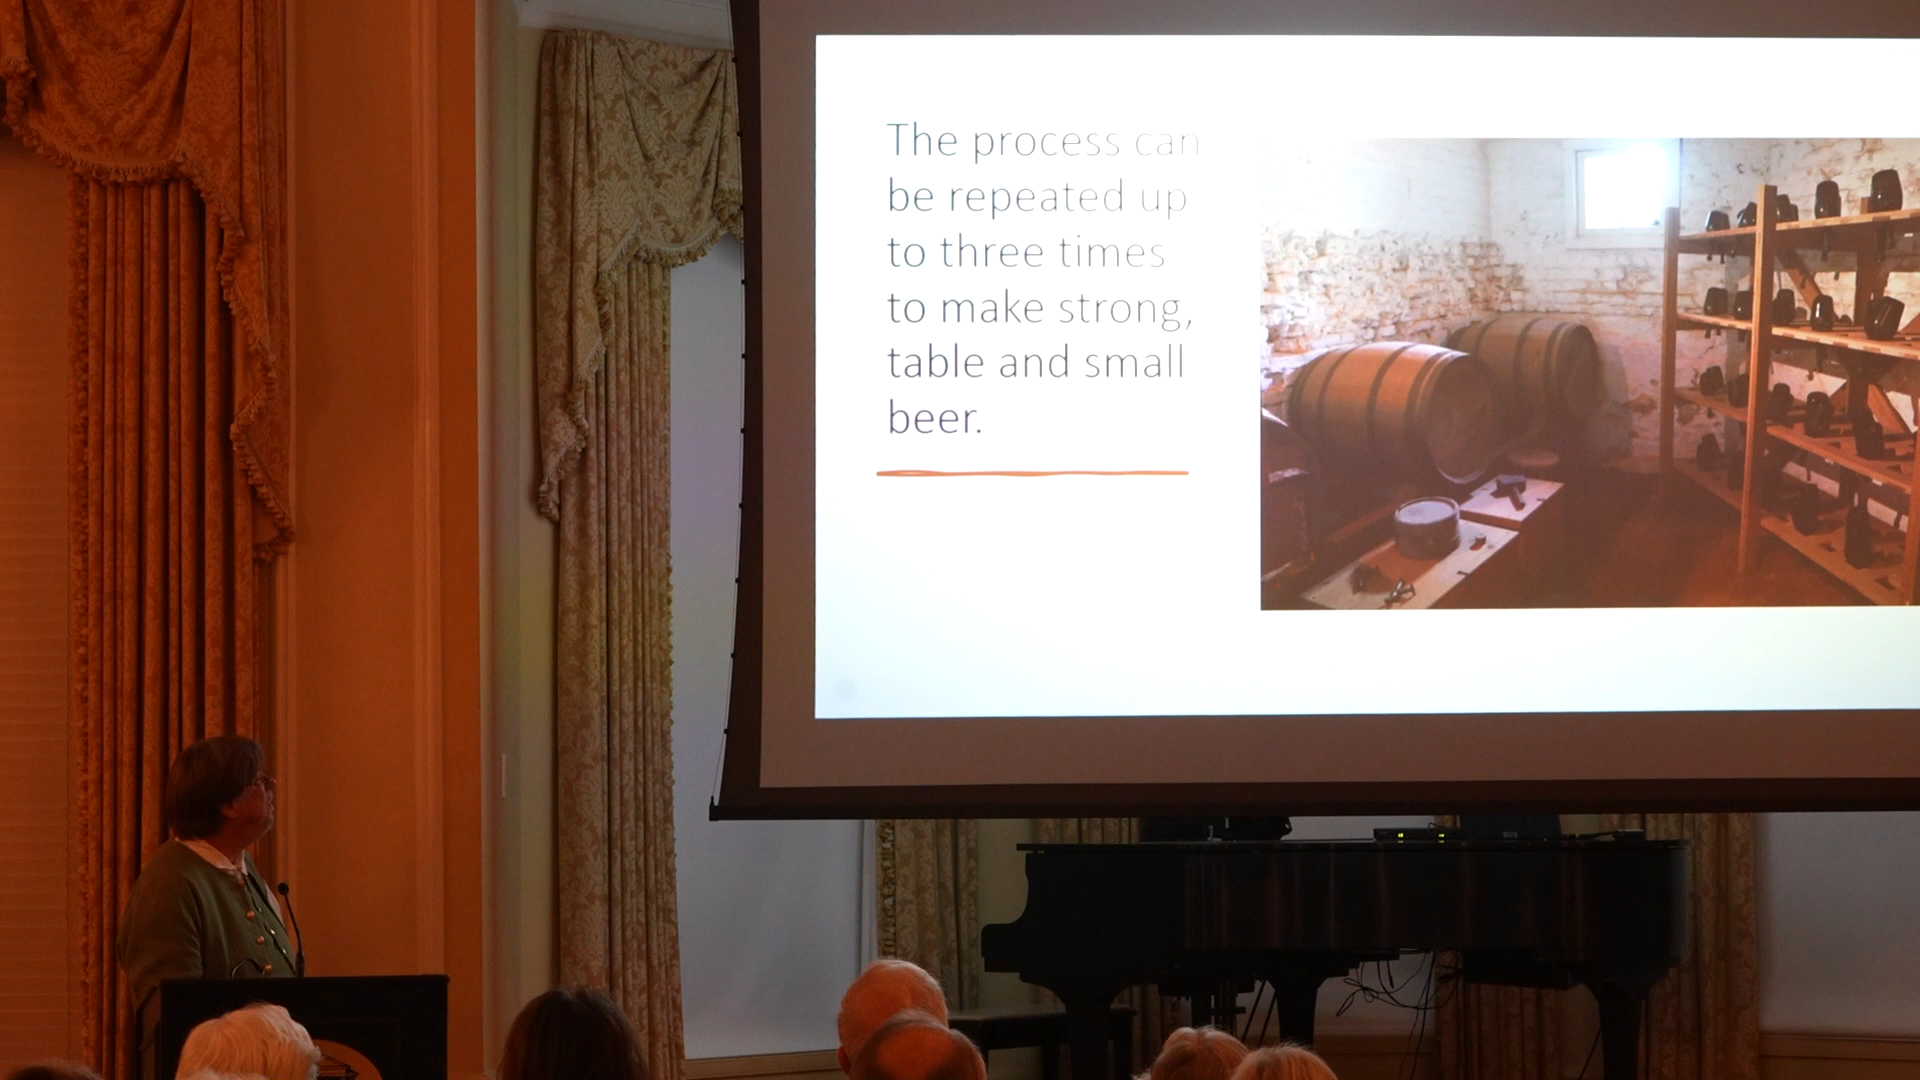 The process can
be repeated up
to three times
to make strong,
table and small
beer.